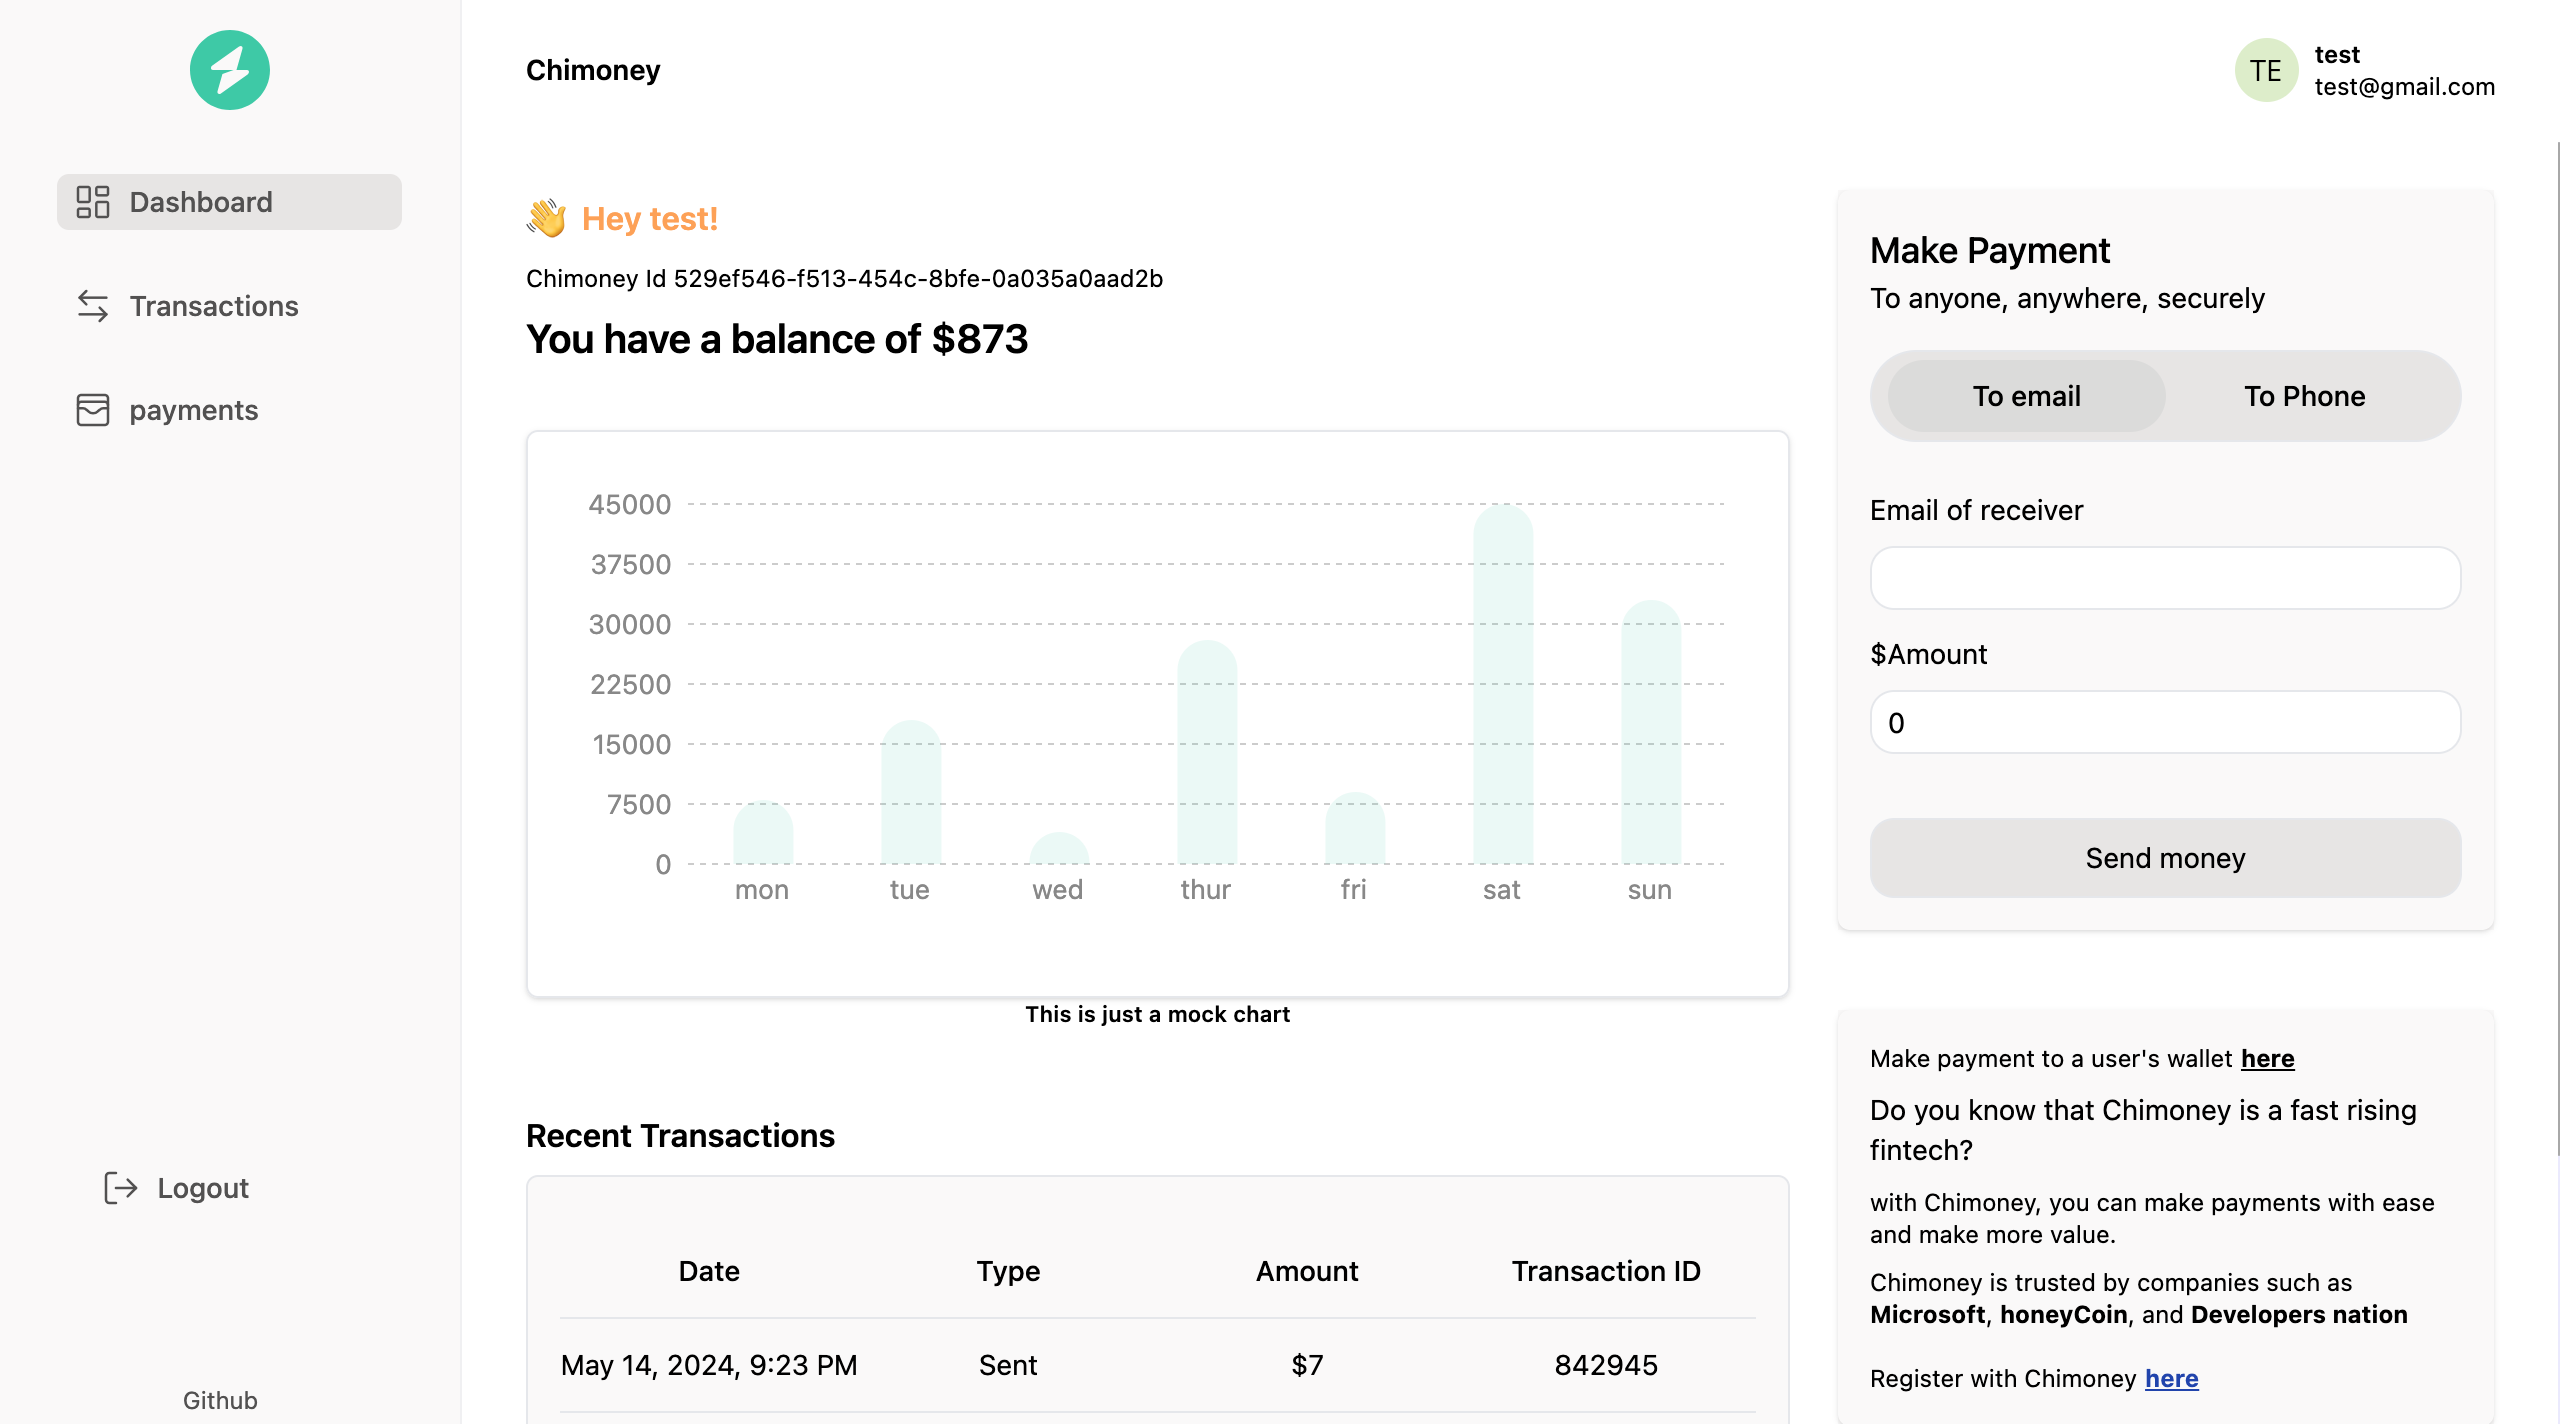 Chimoney
TE
test
test@gmail.com
Dashboard
Transactions
payments
Logout
Github
Hey test!
Chimoney Id 529ef546-f513-454c-8bfe-0a035a0aad2b
You have a balance of $873
45000
37500
30000
22500
15000
7500
0
mon tue wed thur fri sat sun
This is just a mock chart
Recent Transactions
Date Type Amount Transaction ID
May 14, 2024, 9:23 PM Sent $7 842945
Make Payment
To anyone, anywhere, securely
To email To Phone
Email of receiver
$Amount
0
Send money
Make payment to a user's wallet here
Do you know that Chimoney is a fast rising
fintech?
with Chimoney, you can make payments with ease
and make more value.
Chimoney is trusted by companies such as
Microsoft, honeyCoin, and Developers nation
Register with Chimoney here